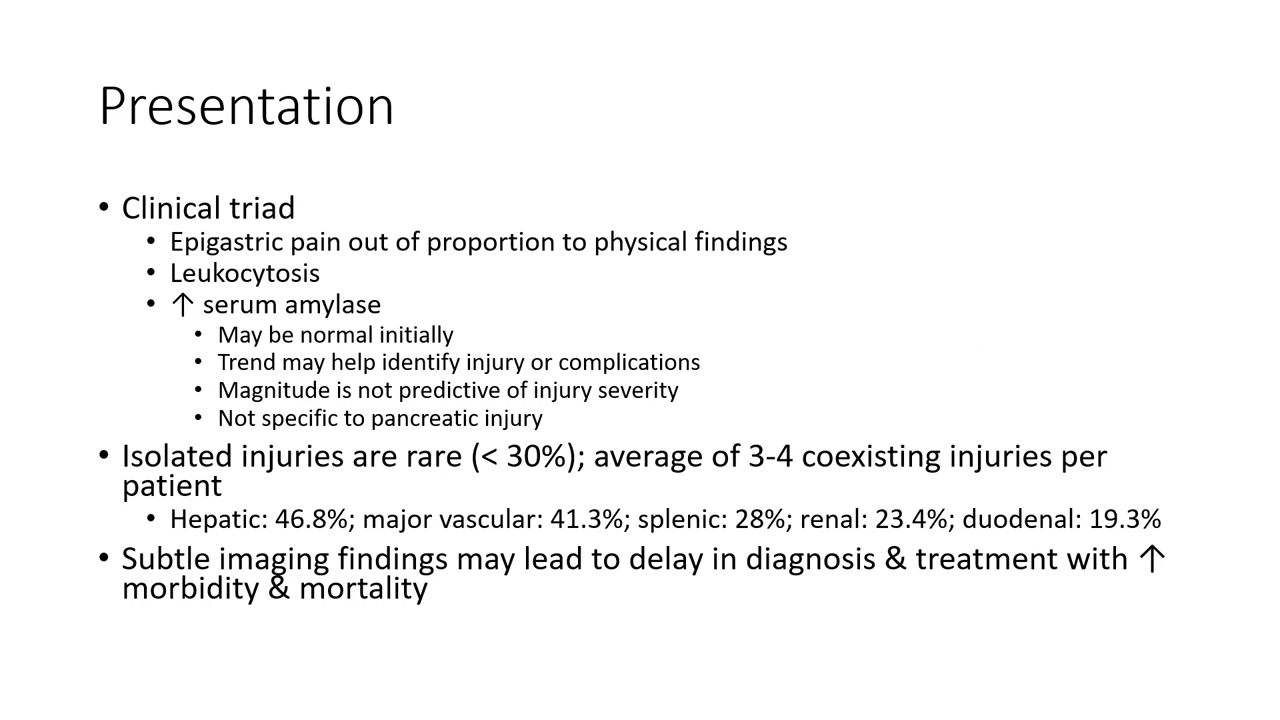 Presentation
• Clinical triad
• Epigastric pain out of proportion to physical findings
• Leukocytosis
• ↑ serum amylase
• May be normal initially
• Trend may help identify injury or complications
• Magnitude is not predictive of injury severity
• Not specific to pancreatic injury
• Isolated injuries are rare (< 30%); average of 3-4 coexisting injuries per
patient
• Hepatic: 46.8%; major vascular: 41.3%; splenic: 28%; renal: 23.4%; duodenal: 19.3%
• Subtle imaging findings may lead to delay in diagnosis & treatment with ↑
morbidity & mortality